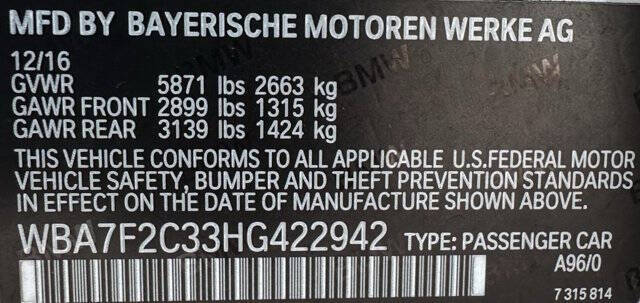 MFD BY BAYERISCHE MOTOREN WERKE AG
12/16
GVWR 5871 lbs 2663 kg
GAWR FRONT 2899 lbs 1315 kg
GAWR REAR 3139 lbs 1424 kg
THIS VEHICLE CONFORMS TO ALL APPLICABLE U.S.FEDERAL MOTOR
VEHICLE SAFETY, BUMPER AND THEFT PREVENTION STANDARDS
IN EFFECT ON THE DATE OF MANUFACTURE SHOWN ABOVE.
WBA7F2C33HG422942 TYPE: PASSENGER CAR
A96/0
7 315 814
BMW
BMW